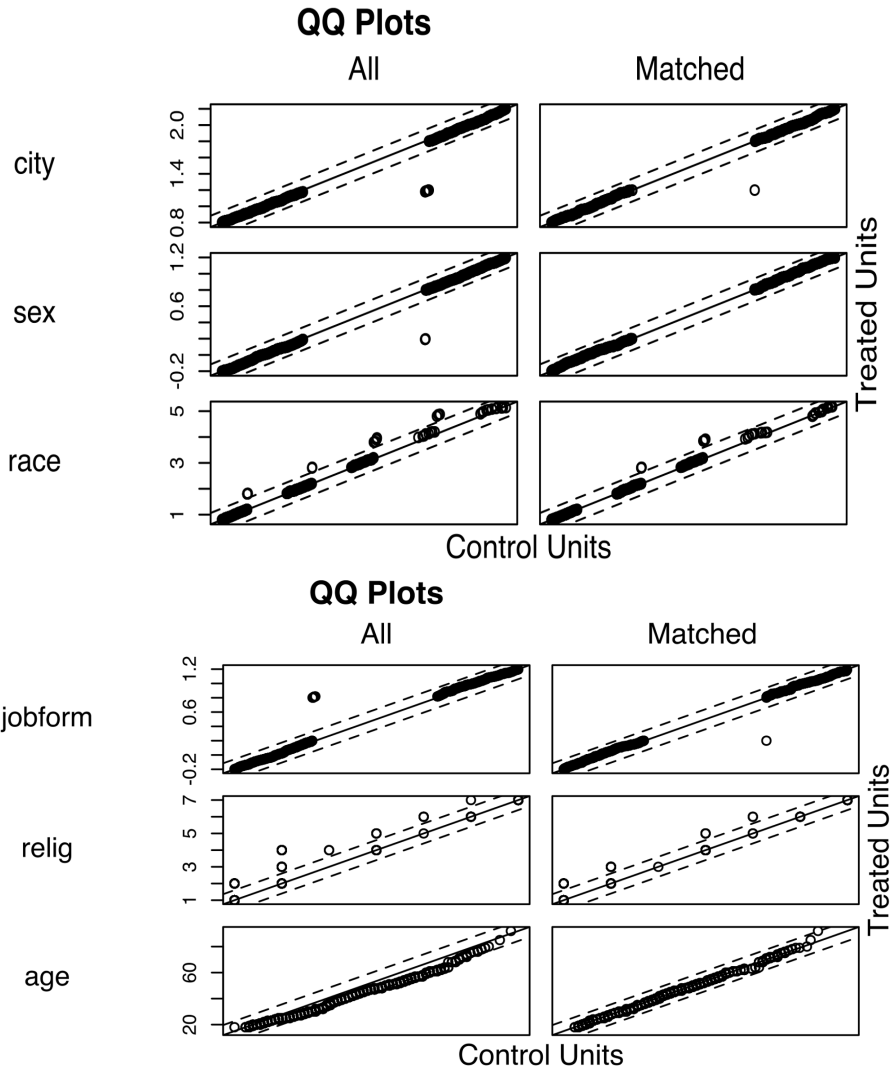 QQ Plots
All Matched
city 0.8 1.4 2.0
sex -0.2 0.6 1.2
race 1 3 5
Treated Units
Control Units
QQ Plots
All Matched
jobform -0.2 0.6 1.2
relig 1 3 5 7
age 20 60
Treated Units
Control Units